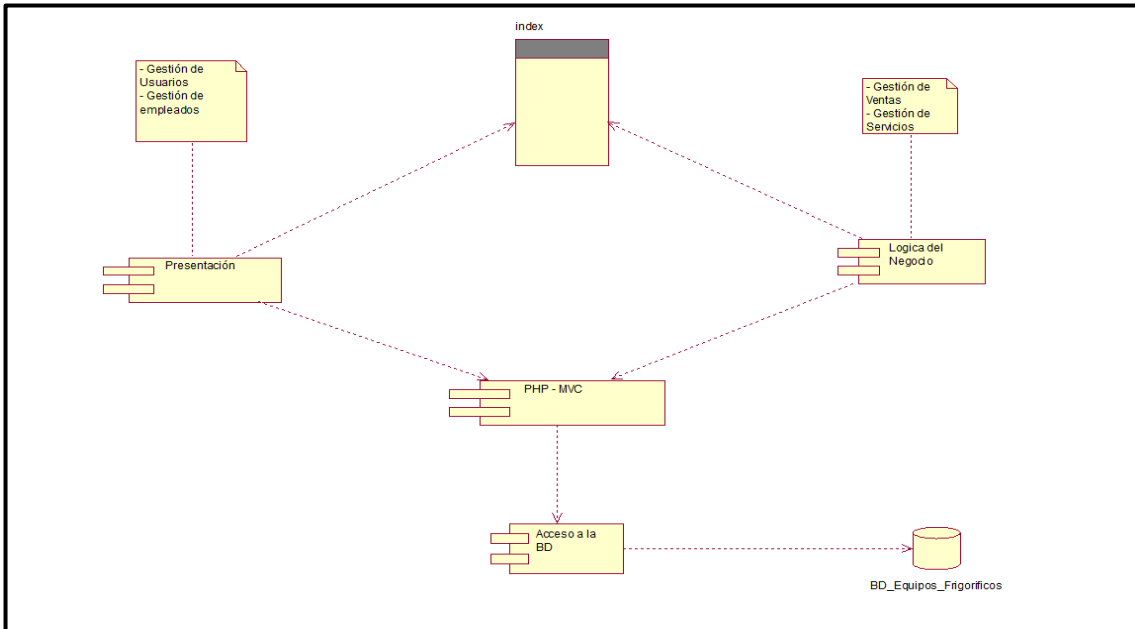 index
- Gestión de
Usuarios
- Gestión de
empleados
- Gestión de
Ventas
- Gestión de
Servicios
Presentación
Logica del
Negocio
PHP - MVC
Acceso a la
BD
BD_Equipos_Frigorificos